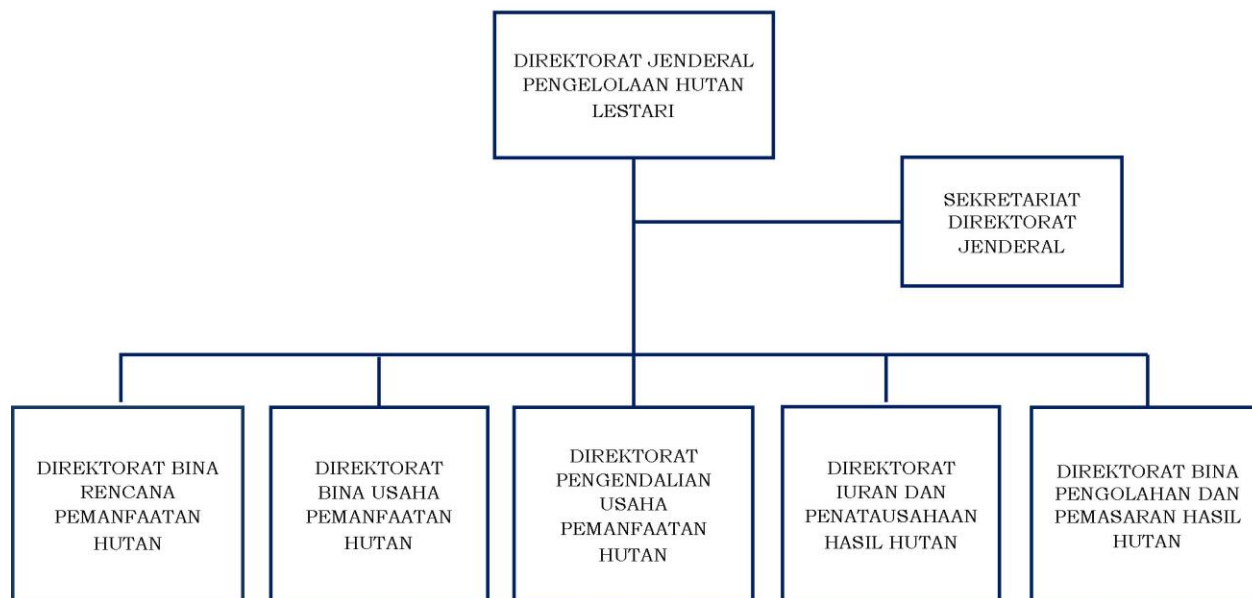 DIREKTORAT JENDERAL
PENGELOLAAN HUTAN
LESTARI
SEKRETARIAT
DIREKTORAT
JENDERAL
DIREKTORAT BINA
RENCANA
PEMANFAATAN
HUTAN
DIREKTORAT
BINA USAHA
PEMANFAATAN
HUTAN
DIREKTORAT
PENGENDALIAN
USAHA
PEMANFAATAN
HUTAN
DIREKTORAT
IURAN DAN
PENATAUSAHAAN
HASIL HUTAN
DIREKTORAT BINA
PENGOLAHAN DAN
PEMASARAN HASIL
HUTAN